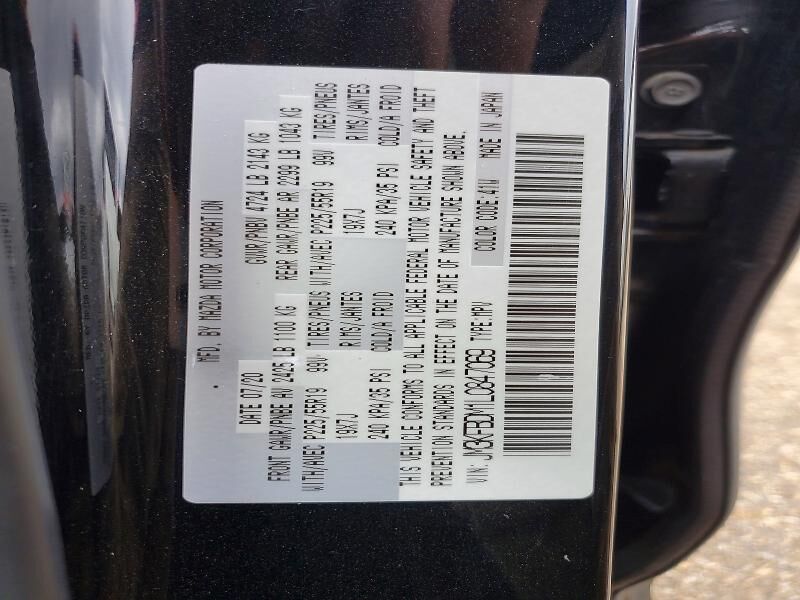 MFD. BY MAZDA MOTOR CORPORATION
DATE 07/20 GVWR/PNBV 4724 LB 2143 KG
FRONT GAWR/PNBE AV 2425 LB 1100 KG REAR GAWR/PNBE AR 2299 LB 1043 KG
WITH/AVEC P225/55R19 99V TIRES/PNEUS WITH/AVEC P225/55R19 99V TIRES/PNEUS
19X7J RIMS/JANTES 19X7J RIMS/JANTES
240 KPA/35 PSI COLD/A FROID 240 KPA/35 PSI COLD/A FROID
THIS VEHICLE CONFORMS TO ALL APPLICABLE FEDERAL MOTOR VEHICLE SAFETY AND THEFT
PREVENTION STANDARDS IN EFFECT ON THE DATE OF MANUFACTURE SHOWN ABOVE.
VIN: JM3KFBDM1L0847069 TYPE:MPV COLOR CODE:41W MADE IN JAPAN